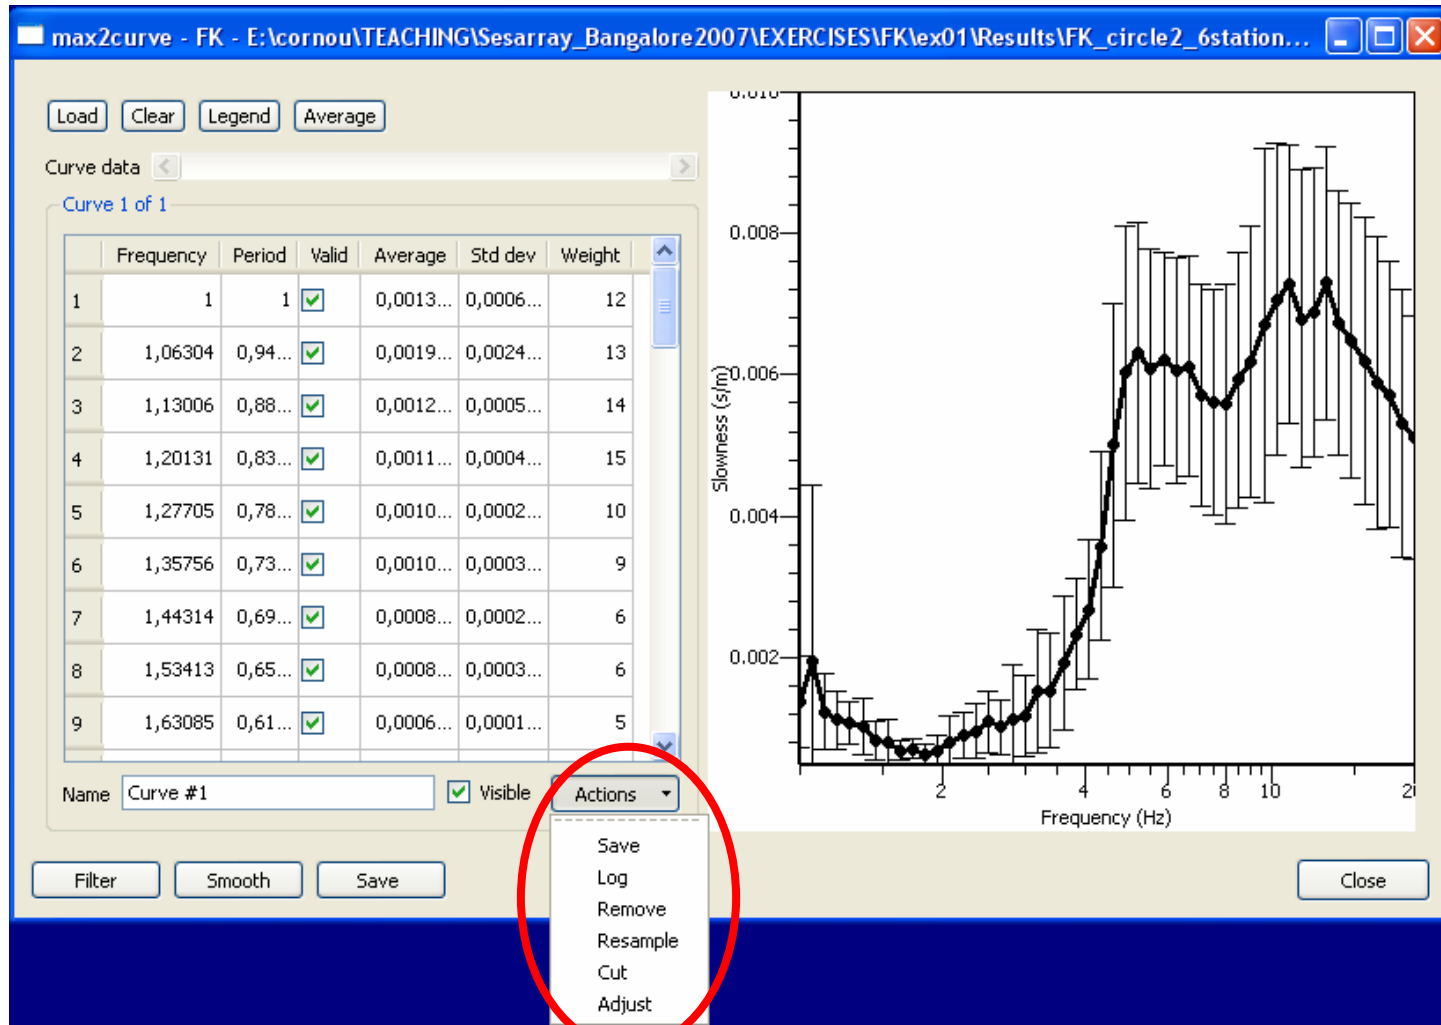 max2curve - FK - E:\cornou\TEACHING\Sesarray_Bangalore2007\EXERCISES\FK\ex01\Results\FK_circle2_6station...
Load Clear Legend Average
Curve data
Curve 1 of 1
Frequency Period Valid Average Std dev Weight
1 1 1 0,0013... 0,0006... 12
2 1,06304 0,94... 0,0019... 0,0024... 13
3 1,13006 0,88... 0,0012... 0,0005... 14
4 1,20131 0,83... 0,0011... 0,0004... 15
5 1,27705 0,78... 0,0010... 0,0002... 10
6 1,35756 0,73... 0,0010... 0,0003... 9
7 1,44314 0,69... 0,0008... 0,0002... 6
8 1,53413 0,65... 0,0008... 0,0003... 6
9 1,63085 0,61... 0,0006... 0,0001... 5
Name Curve #1 Visible Actions
Save
Log
Remove
Resample
Cut
Adjust
Filter Smooth Save
Close
0.010
0.008
0.006
0.004
0.002
Slowness (s/m)
2 4 6 8 10
Frequency (Hz)